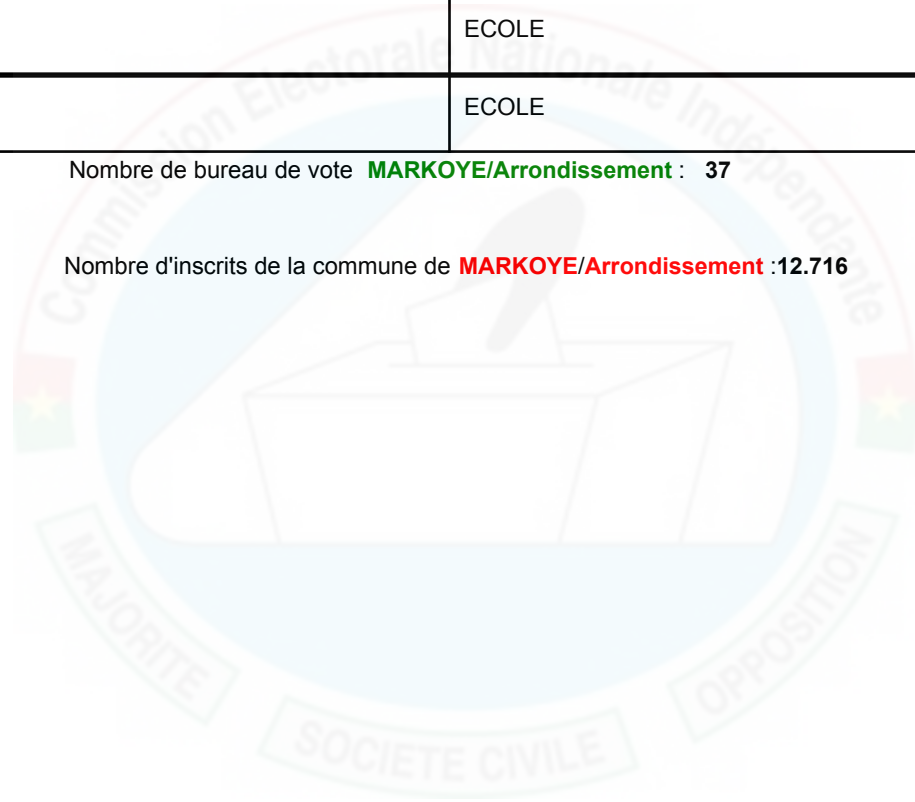 ECOLE
ECOLE
Nombre de bureau de vote MARKOYE/Arrondissement : 37
Nombre d'inscrits de la commune de MARKOYE/Arrondissement :12.716
Commission Electorale Nationale Indépendante
MAJORITE
SOCIETE CIVILE
OPPOSITION